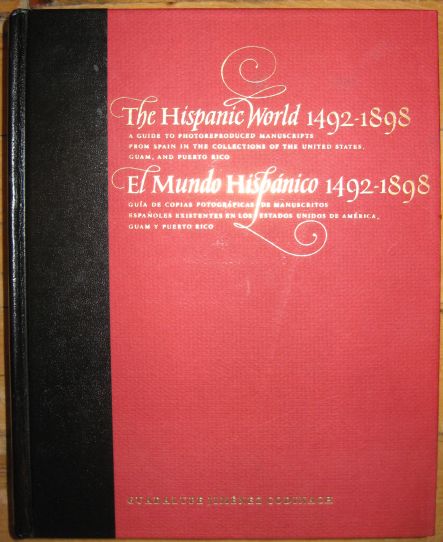 The Hispanic World 1492-1898
A GUIDE TO PHOTOREPRODUCED MANUSCRIPTS
FROM SPAIN IN THE COLLECTIONS OF THE UNITED STATES,
GUAM, AND PUERTO RICO
El Mundo Hispánico 1492-1898
GUÍA DE COPIAS FOTOGRÁFICAS DE MANUSCRITOS
ESPAÑOLES EXISTENTES EN LOS ESTADOS UNIDOS DE AMÉRICA,
GUAM Y PUERTO RICO
GUADALUPE JIMÉNEZ CODINACH